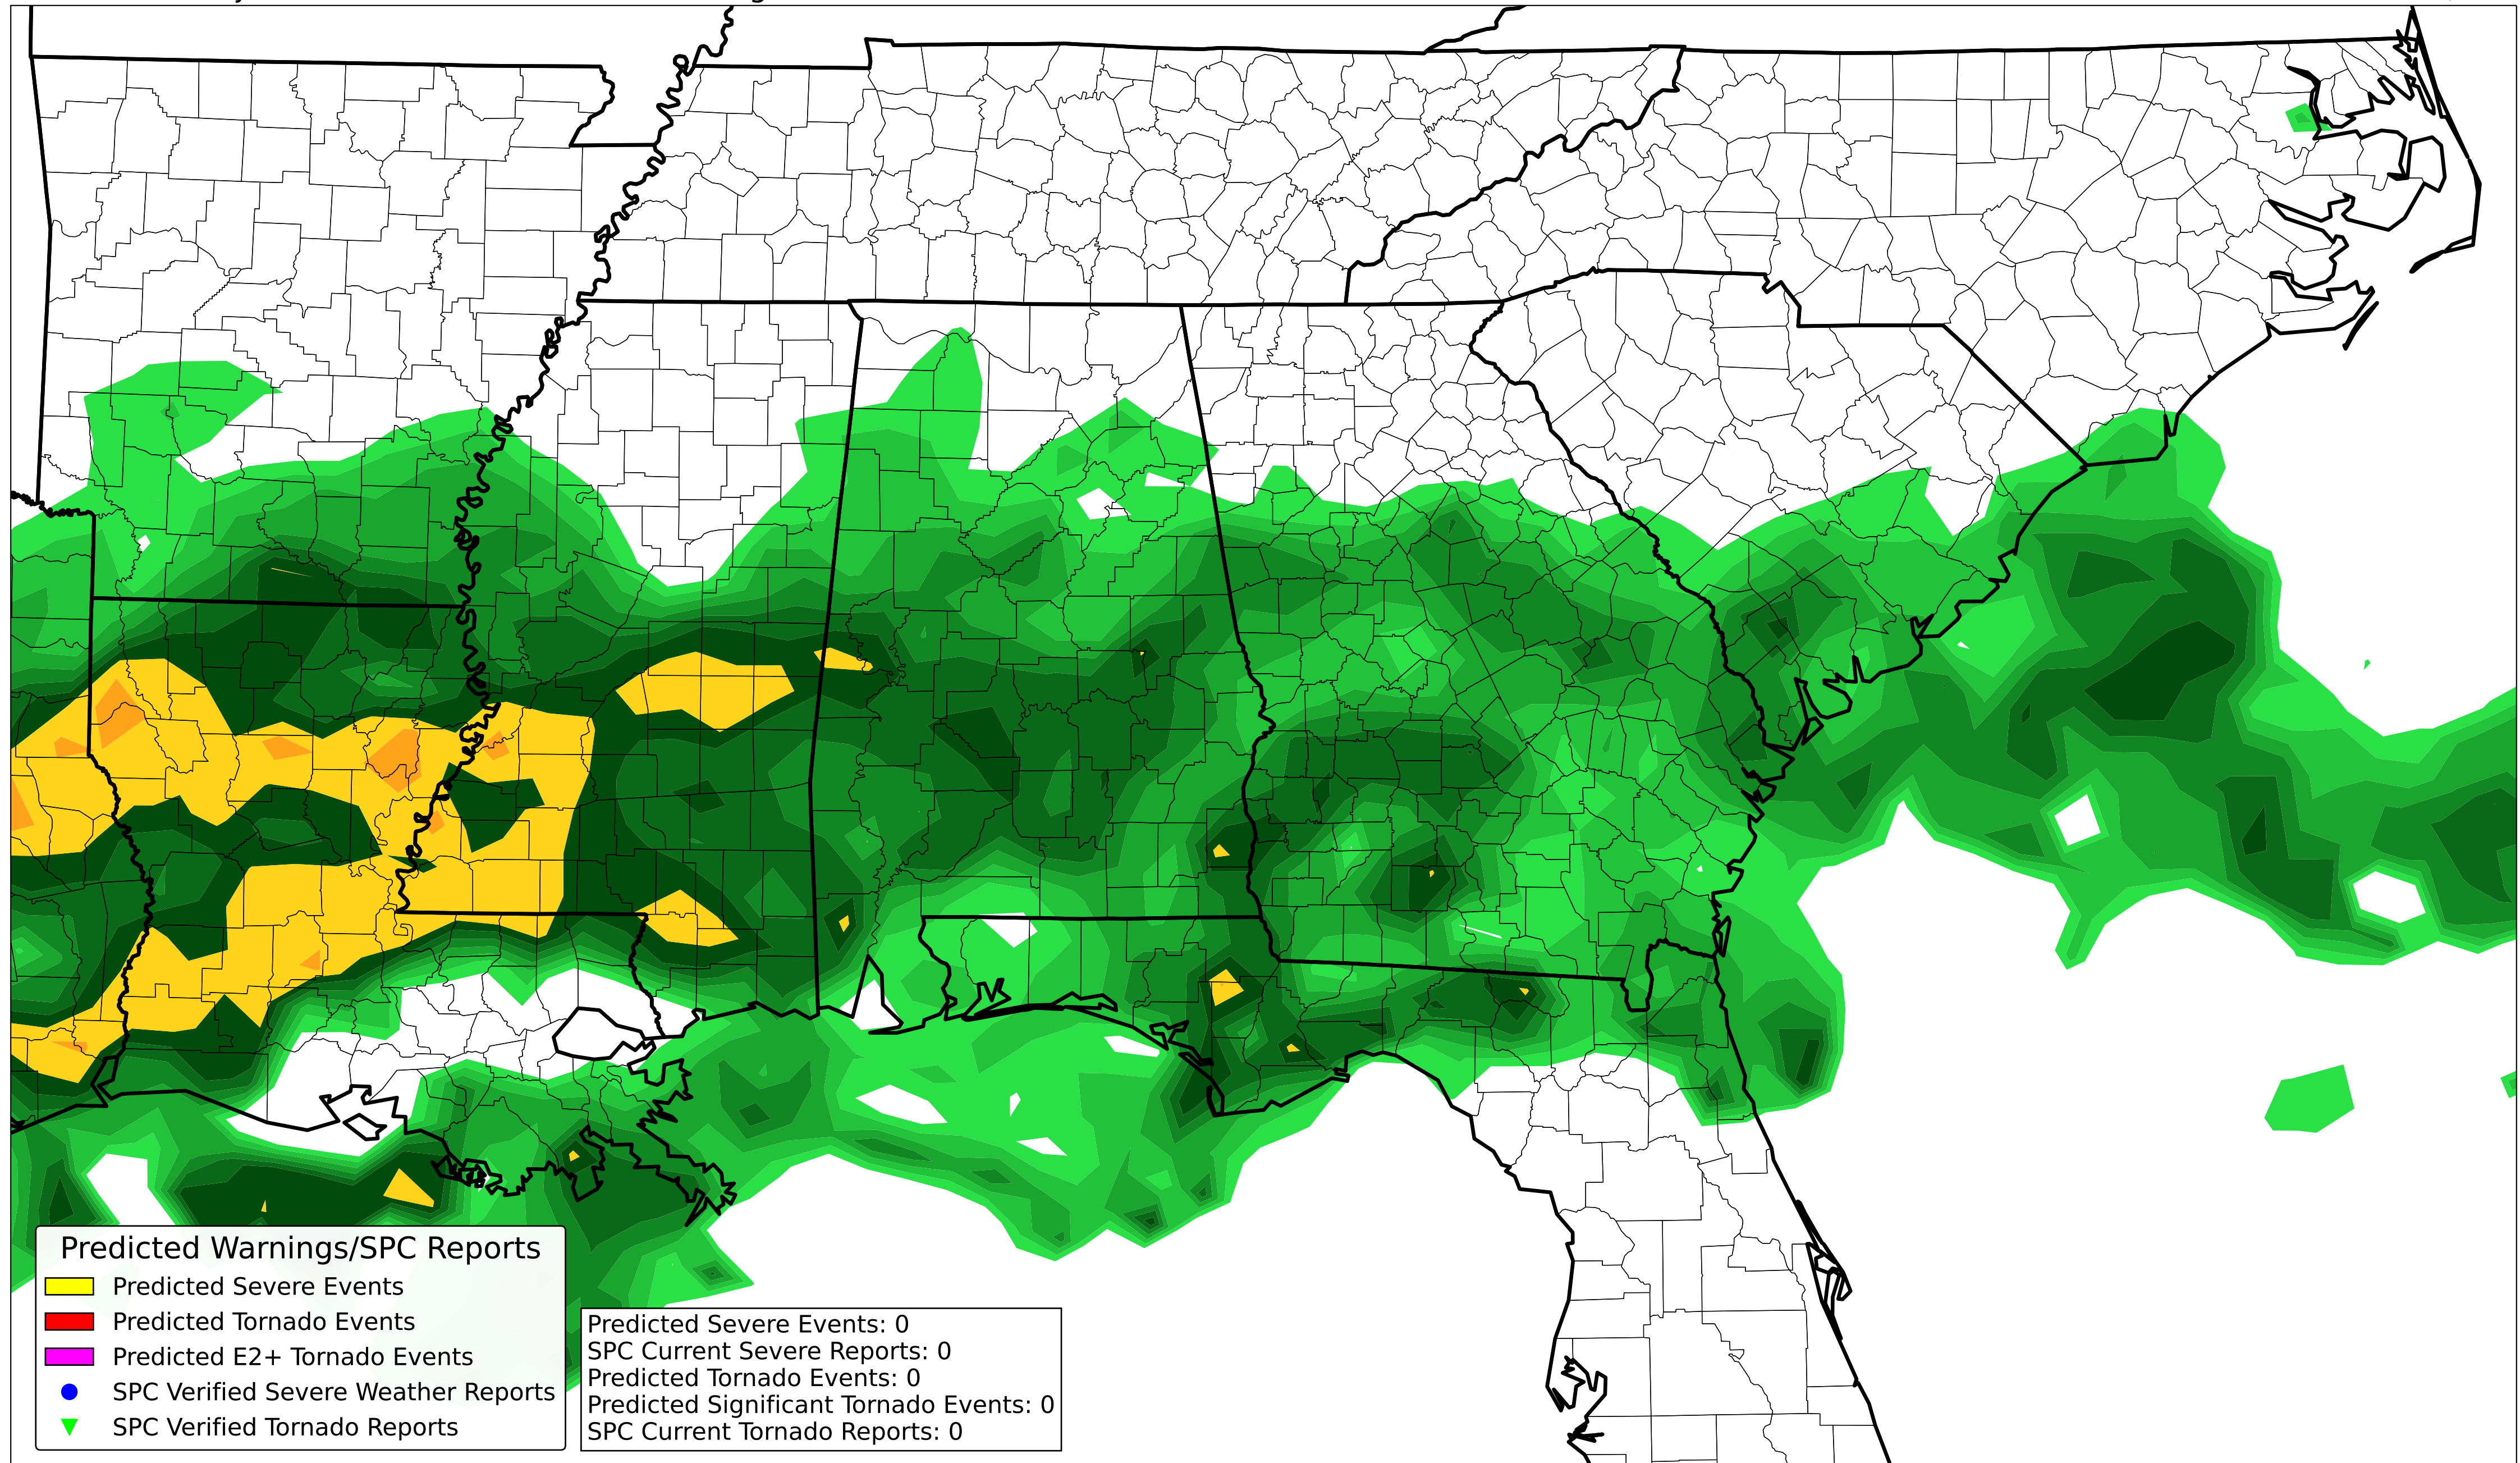 Predicted Warnings/SPC Reports
Predicted Severe Events
Predicted Tornado Events
Predicted E2+ Tornado Events
SPC Verified Severe Weather Reports
SPC Verified Tornado Reports
Predicted Severe Events: 0
SPC Current Severe Reports: 0
Predicted Tornado Events: 0
Predicted Significant Tornado Events: 0
SPC Current Tornado Reports: 0